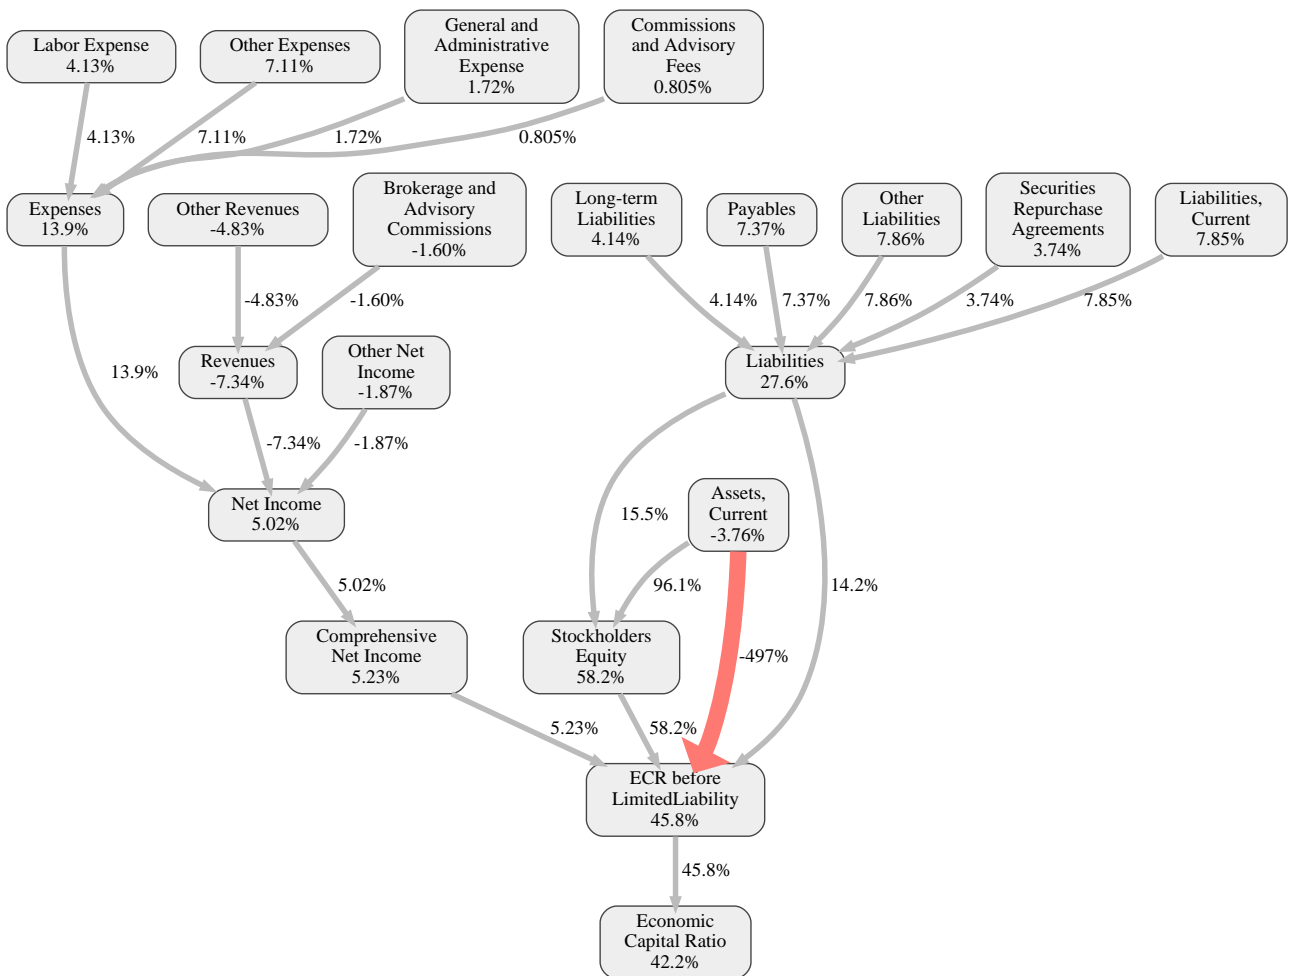 Labor Expense
4.13%
Other Expenses
7.11%
General and
Administrative
Expense
1.72%
Commissions
and Advisory
Fees
0.805%
4.13%
7.11%
1.72%
0.805%
Expenses
13.9%
Other Revenues
-4.83%
Brokerage and
Advisory
Commissions
-1.60%
Long-term
Liabilities
4.14%
Payables
7.37%
Other
Liabilities
7.86%
Securities
Repurchase
Agreements
3.74%
Liabilities,
Current
7.85%
-4.83%
-1.60%
4.14%
7.37%
7.86%
3.74%
7.85%
13.9%
Revenues
-7.34%
Other Net
Income
-1.87%
Liabilities
27.6%
-7.34%
-1.87%
Net Income
5.02%
15.5%
Assets,
Current
-3.76%
5.02%
96.1%
14.2%
Comprehensive
Net Income
5.23%
Stockholders
Equity
58.2%
-497%
5.23%
58.2%
ECR before
LimitedLiability
45.8%
45.8%
Economic
Capital Ratio
42.2%